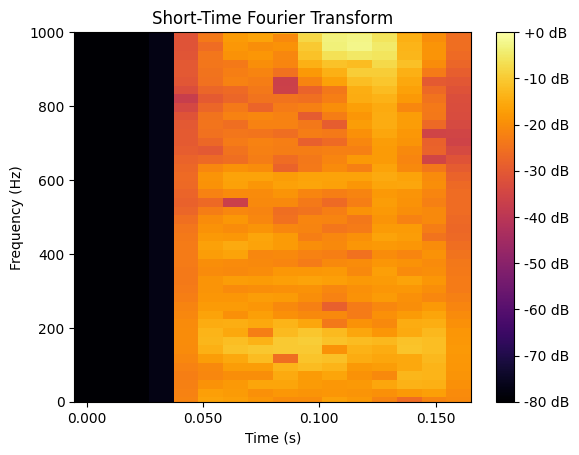 Short-Time Fourier Transform
Frequency (Hz)
1000
800
600
400
200
0
0.000
0.050
0.100
0.150
Time (s)
+0 dB
-10 dB
-20 dB
-30 dB
-40 dB
-50 dB
-60 dB
-70 dB
-80 dB